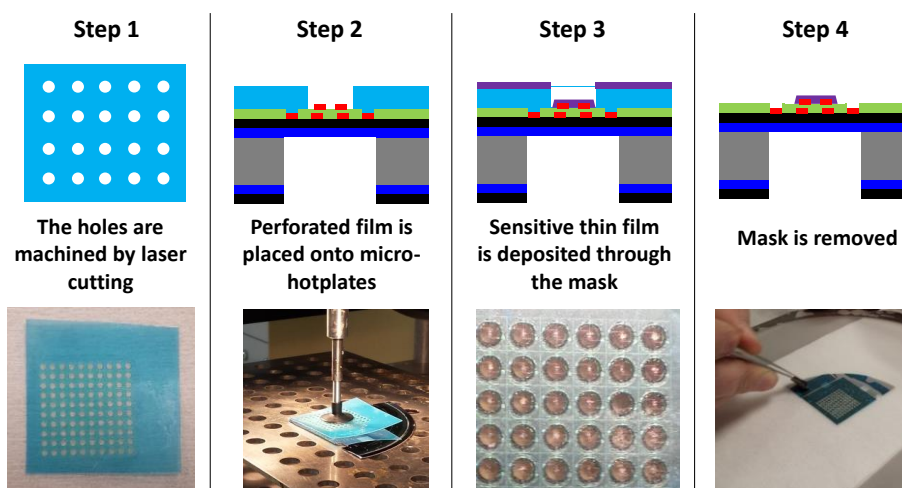 Step 1
The holes are
machined by laser
cutting
Step 2
Perforated film is
placed onto micro-
hotplates
Step 3
Sensitive thin film
is deposited through
the mask
Step 4
Mask is removed